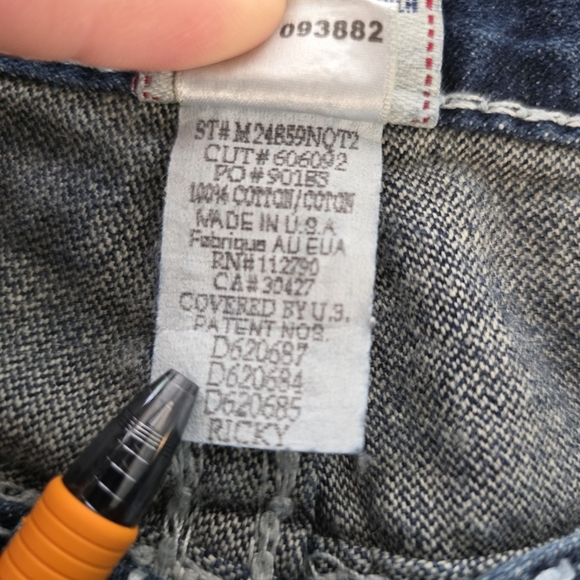 093882
ST# M24859NQT2
CUT# 606092
PO# 901B3
100% COTTON/COTON
MADE IN U.S.A
Fabrique AU EUA
RN# 112790
CA# 30427
COVERED BY U.S.
PATENT NOS.
D620687
D620684
D620685
RICKY